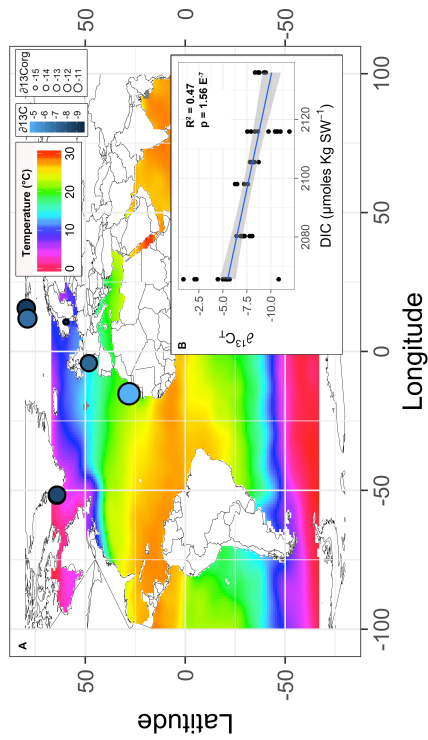 A
Temperature (°C)
0 10 20 30
∂13C
-5
-6
-7
-8
-9
∂13Corg
-15
-14
-13
-12
-11
Latitude
50
0
-50
B
R² = 0.47
p = 1.56 E⁻⁷
∂¹³C_T
-2.5
-5.0
-7.5
-10.0
2080 2100 2120
DIC (μmoles Kg SW⁻¹)
-100 -50 0 50 100
Longitude